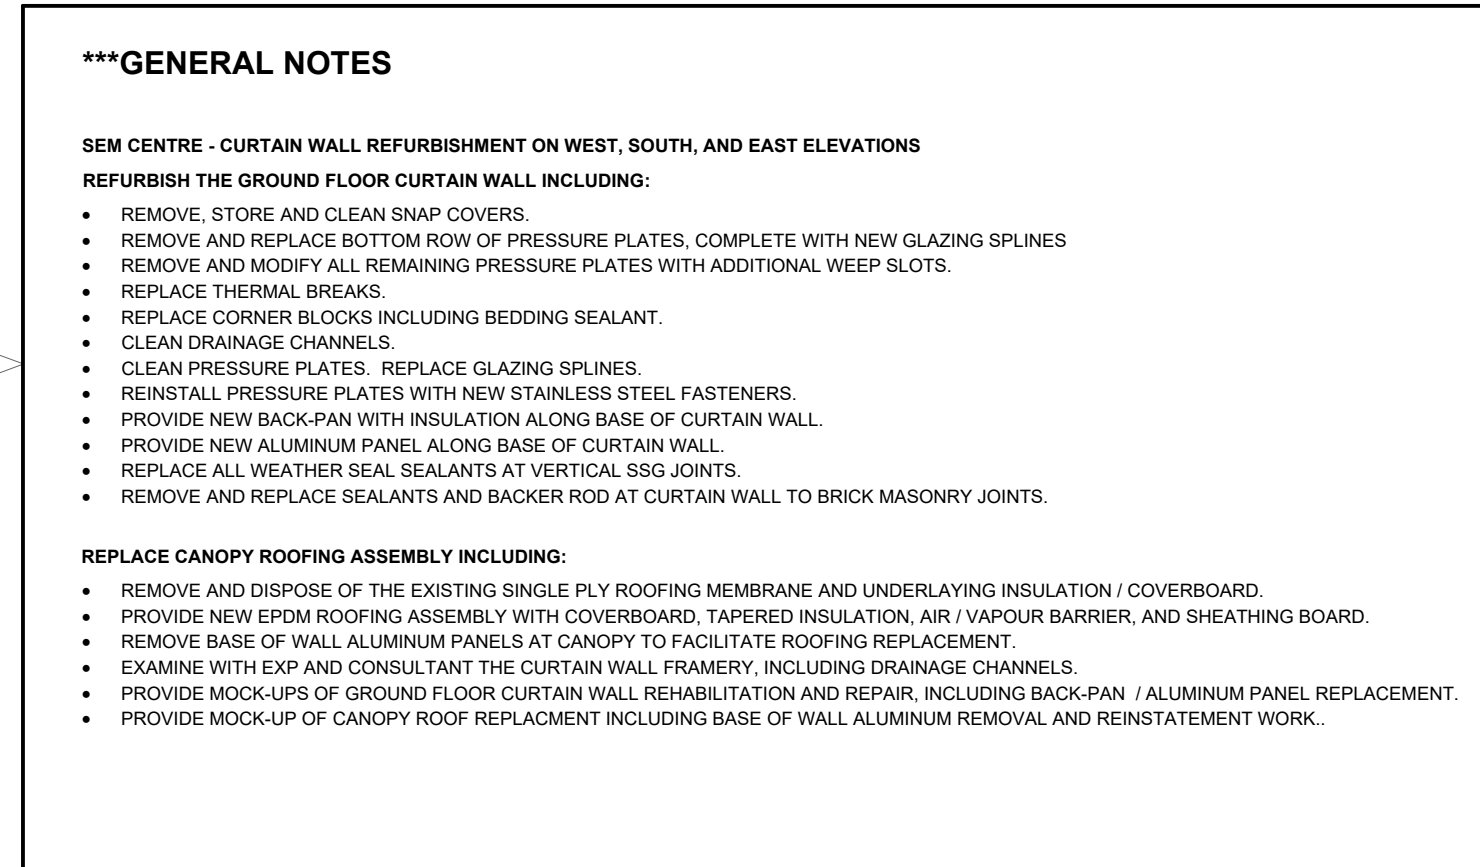 ***GENERAL NOTES
SEM CENTRE - CURTAIN WALL REFURBISHMENT ON WEST, SOUTH, AND EAST ELEVATIONS
REFURBISH THE GROUND FLOOR CURTAIN WALL INCLUDING:
• REMOVE, STORE AND CLEAN SNAP COVERS.
• REMOVE AND REPLACE BOTTOM ROW OF PRESSURE PLATES, COMPLETE WITH NEW GLAZING SPLINES
• REMOVE AND MODIFY ALL REMAINING PRESSURE PLATES WITH ADDITIONAL WEEP SLOTS.
• REPLACE THERMAL BREAKS.
• REPLACE CORNER BLOCKS INCLUDING BEDDING SEALANT.
• CLEAN DRAINAGE CHANNELS.
• CLEAN PRESSURE PLATES. REPLACE GLAZING SPLINES.
• REINSTALL PRESSURE PLATES WITH NEW STAINLESS STEEL FASTENERS.
• PROVIDE NEW BACK-PAN WITH INSULATION ALONG BASE OF CURTAIN WALL.
• PROVIDE NEW ALUMINUM PANEL ALONG BASE OF CURTAIN WALL.
• REPLACE ALL WEATHER SEAL SEALANTS AT VERTICAL SSG JOINTS.
• REMOVE AND REPLACE SEALANTS AND BACKER ROD AT CURTAIN WALL TO BRICK MASONRY JOINTS.
REPLACE CANOPY ROOFING ASSEMBLY INCLUDING:
• REMOVE AND DISPOSE OF THE EXISTING SINGLE PLY ROOFING MEMBRANE AND UNDERLAYING INSULATION / COVERBOARD.
• PROVIDE NEW EPDM ROOFING ASSEMBLY WITH COVERBOARD, TAPERED INSULATION, AIR / VAPOUR BARRIER, AND SHEATHING BOARD.
• REMOVE BASE OF WALL ALUMINUM PANELS AT CANOPY TO FACILITATE ROOFING REPLACEMENT.
• EXAMINE WITH EXP AND CONSULTANT THE CURTAIN WALL FRAMERY, INCLUDING DRAINAGE CHANNELS.
• PROVIDE MOCK-UPS OF GROUND FLOOR CURTAIN WALL REHABILITATION AND REPAIR, INCLUDING BACK-PAN / ALUMINUM PANEL REPLACEMENT.
• PROVIDE MOCK-UP OF CANOPY ROOF REPLACMENT INCLUDING BASE OF WALL ALUMINUM REMOVAL AND REINSTATEMENT WORK..